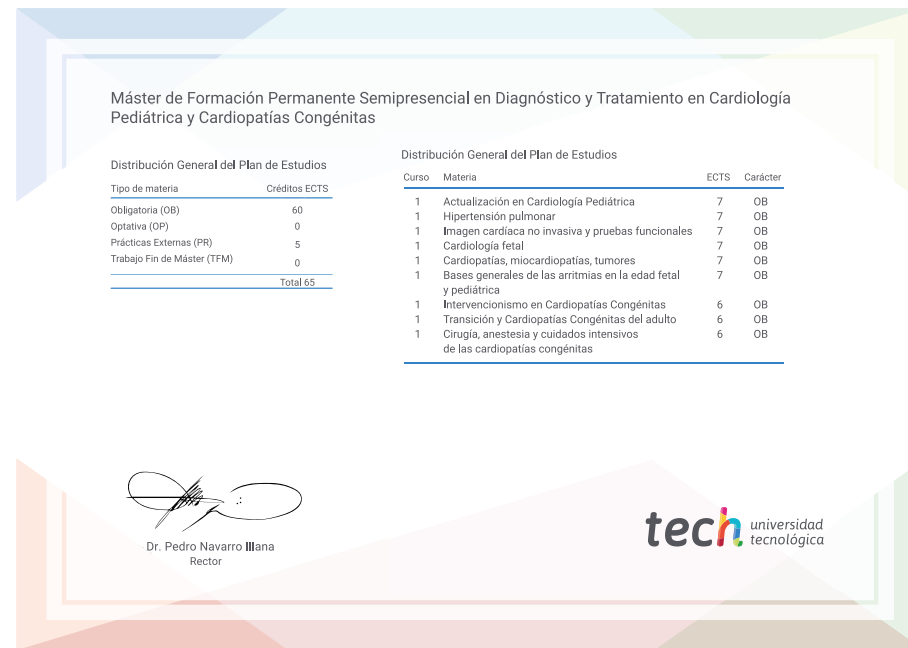 Máster de Formación Permanente Semipresencial en Diagnóstico y Tratamiento en Cardiología
Pediátrica y Cardiopatías Congénitas
Distribución General del Plan de Estudios
Tipo de materia Créditos ECTS
Obligatoria (OB) 60
Optativa (OP) 0
Prácticas Externas (PR) 5
Trabajo Fin de Máster (TFM) 0
Total 65
Distribución General del Plan de Estudios
Curso Materia ECTS Carácter
1 Actualización en Cardiología Pediátrica 7 OB
1 Hipertensión pulmonar 7 OB
1 Imagen cardíaca no invasiva y pruebas funcionales 7 OB
1 Cardiología fetal 7 OB
1 Cardiopatías, miocardiopatías, tumores 7 OB
1 Bases generales de las arritmias en la edad fetal 7 OB
y pediátrica
1 Intervencionismo en Cardiopatías Congénitas 6 OB
1 Transición y Cardiopatías Congénitas del adulto 6 OB
1 Cirugía, anestesia y cuidados intensivos 6 OB
de las cardiopatías congénitas
Dr. Pedro Navarro Illana
Rector
tech universidad
tecnológica